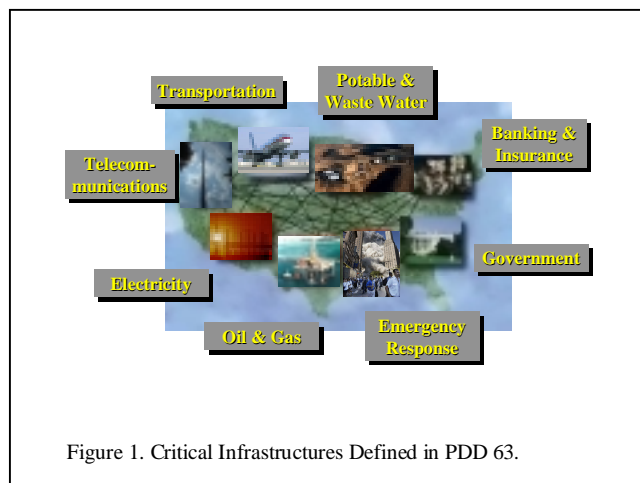 Transportation
Potable &
Waste Water
Banking &
Insurance
Telecom-
munications
Government
Electricity
Oil & Gas
Emergency
Response
Figure 1. Critical Infrastructures Defined in PDD 63.